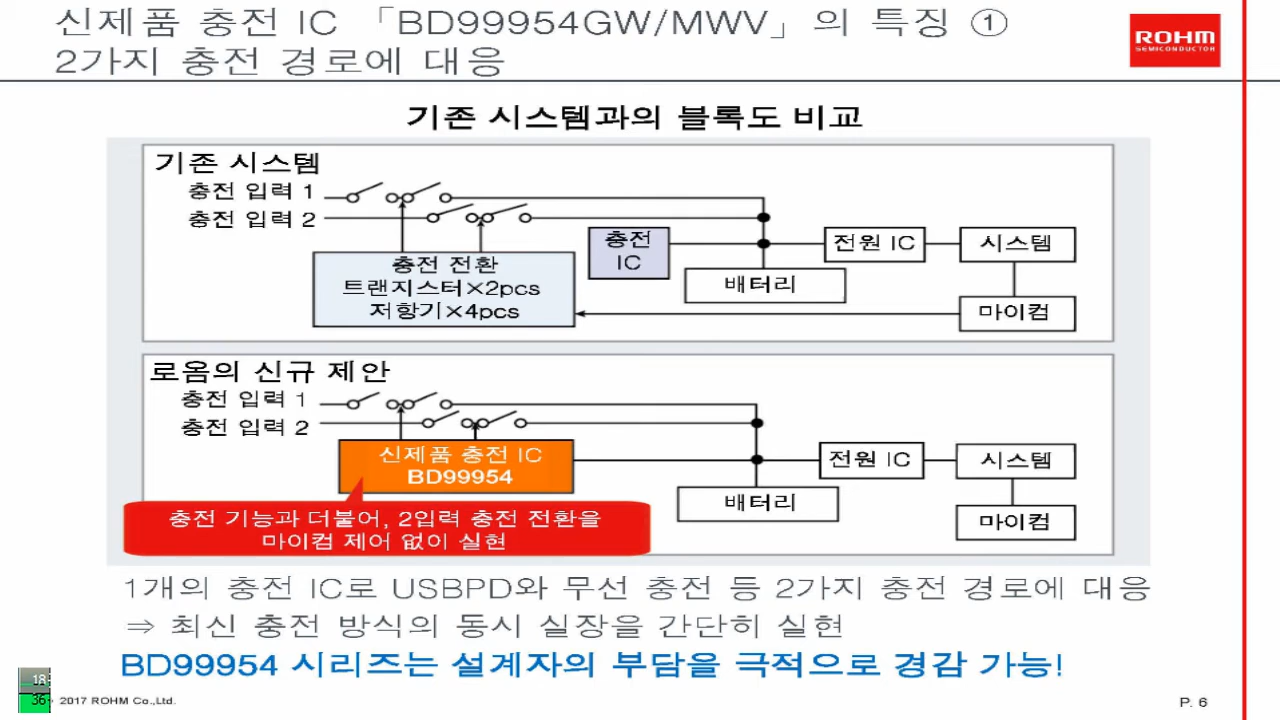 신제품 충전 IC 「BD99954GW/MWV」의 특징 ①
2가지 충전 경로에 대응
ROHM
SEMICONDUCTOR
기존 시스템과의 블록도 비교
기존 시스템
충전 입력 1
충전 입력 2
충전 전환
트랜지스터×2pcs
저항기×4pcs
충전
IC
배터리
전원 IC
시스템
마이컴
로옴의 신규 제안
충전 입력 1
충전 입력 2
신제품 충전 IC
BD99954
배터리
전원 IC
시스템
마이컴
충전 기능과 더불어, 2입력 충전 전환을
마이컴 제어 없이 실현
1개의 충전 IC로 USBPD와 무선 충전 등 2가지 충전 경로에 대응
⇒ 최신 충전 방식의 동시 실장을 간단히 실현
BD99954 시리즈는 설계자의 부담을 극적으로 경감 가능!
18
36
2017 ROHM Co.,Ltd.
P. 6